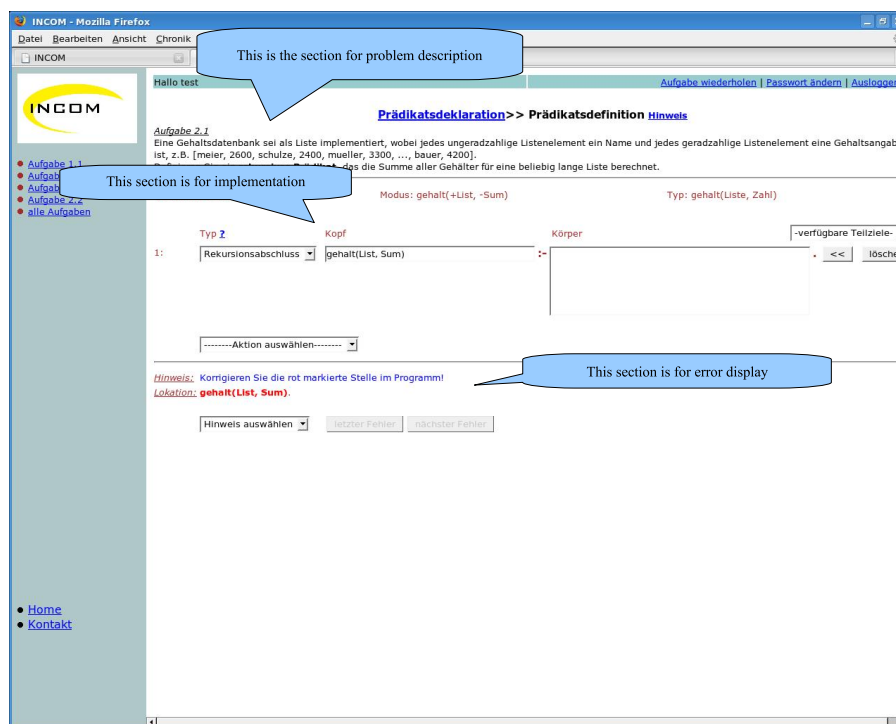 INCOM - Mozilla Firefox
Datei Bearbeiten Ansicht Chronik
INCOM
This is the section for problem description
Hallo test
Aufgabe wiederholen | Passwort ändern | Ausloggen
INCOM
Prädikatsdeklaration>> Prädikatsdefinition Hinweis
Aufgabe 2.1
Eine Gehaltsdatenbank sei als Liste implementiert, wobei jedes ungeradzahlige Listenelement ein Name und jedes geradzahlige Listenelement eine Gehaltsangab
ist, z.B. [meier, 2600, schulze, 2400, mueller, 3300, ..., bauer, 4200].
das die Summe aller Gehälter für eine beliebig lange Liste berechnet.
Aufgabe 1.1
Aufgab
Aufgab
Aufgabe 2.2
alle Aufgaben
This section is for implementation
Modus: gehalt(+List, -Sum) Typ: gehalt(Liste, Zahl)
Typ ? Kopf Körper -verfügbare Teilziele-
1: Rekursionsabschluss gehalt(List, Sum) :- . << lösche
--------Aktion auswählen--------
This section is for error display
Hinweis: Korrigieren Sie die rot markierte Stelle im Programm!
Lokation: gehalt(List, Sum).
Hinweis auswählen letzter Fehler nächster Fehler
Home
Kontakt